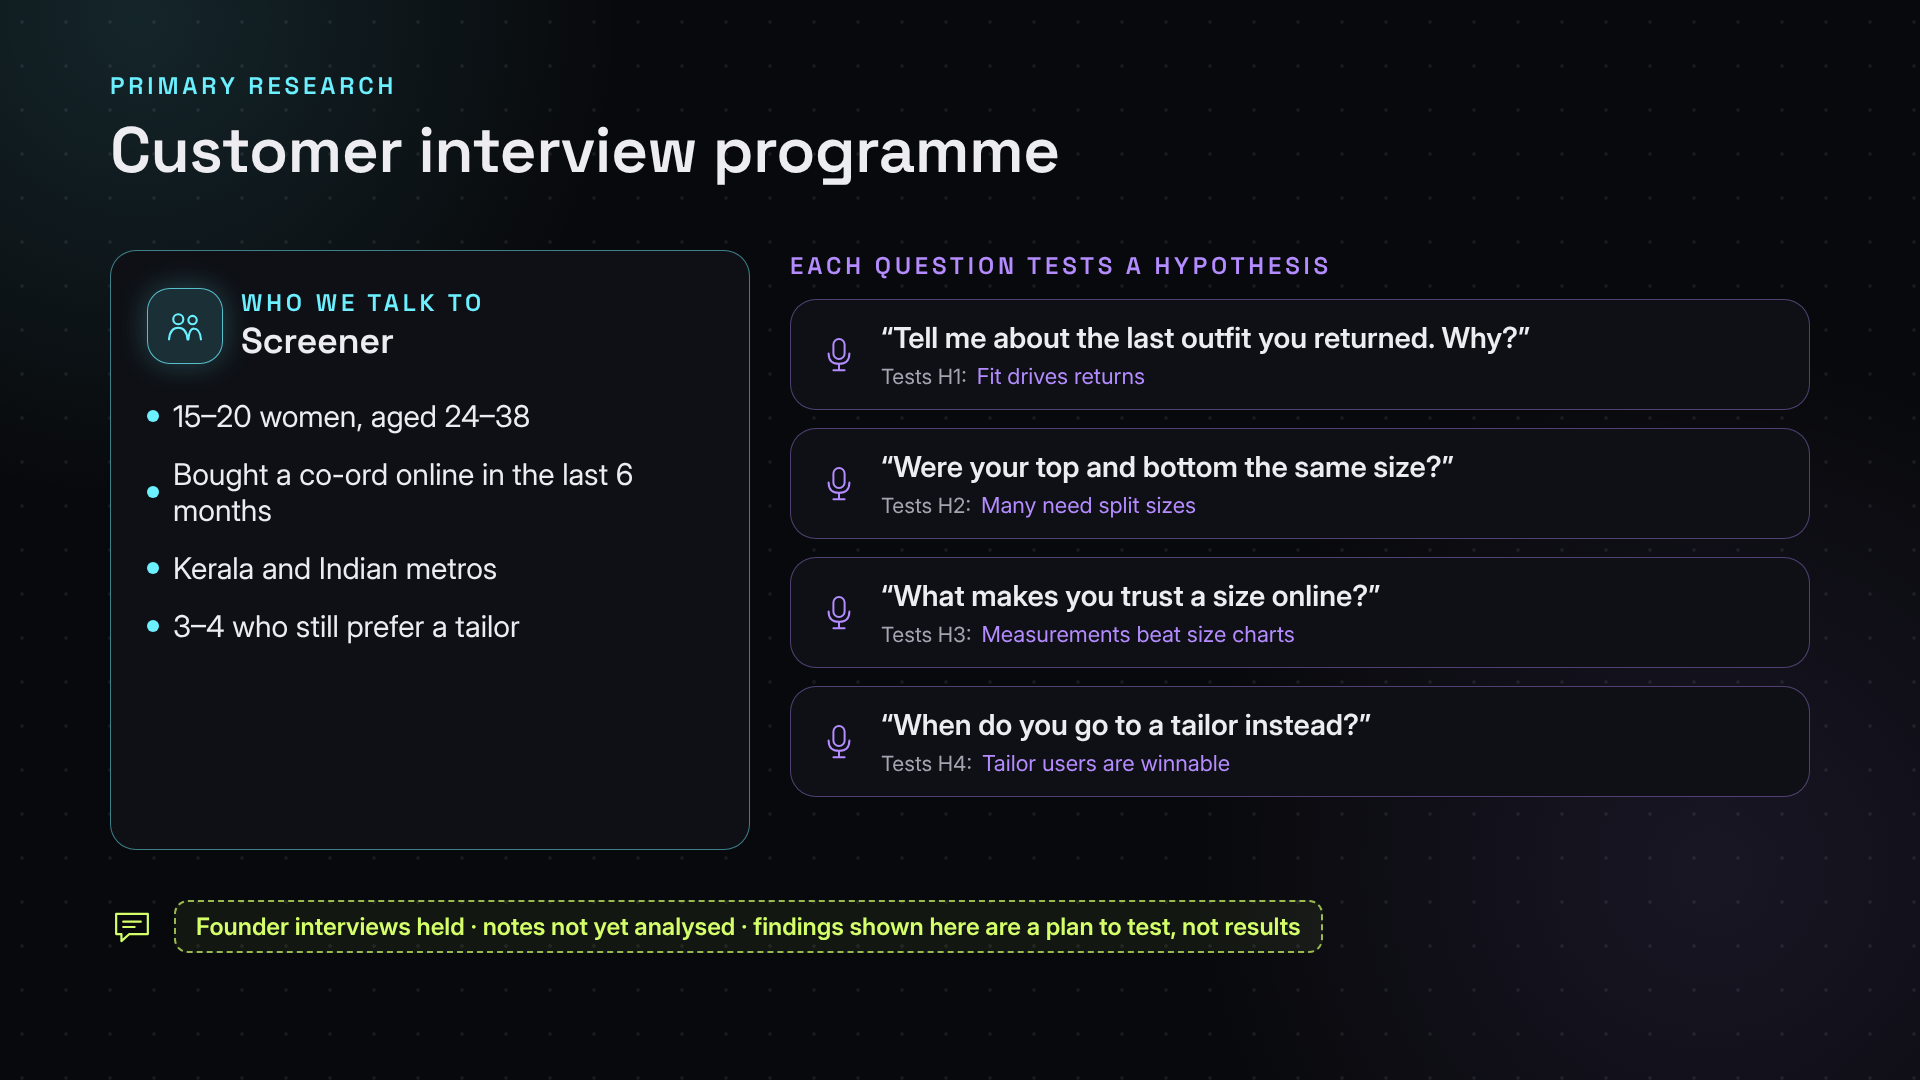 PRIMARY RESEARCH
Customer interview programme
WHO WE TALK TO
Screener
15–20 women, aged 24–38
Bought a co-ord online in the last 6
months
Kerala and Indian metros
3–4 who still prefer a tailor
EACH QUESTION TESTS A HYPOTHESIS
“Tell me about the last outfit you returned. Why?”
Tests H1: Fit drives returns
“Were your top and bottom the same size?”
Tests H2: Many need split sizes
“What makes you trust a size online?”
Tests H3: Measurements beat size charts
“When do you go to a tailor instead?”
Tests H4: Tailor users are winnable
Founder interviews held · notes not yet analysed · findings shown here are a plan to test, not results